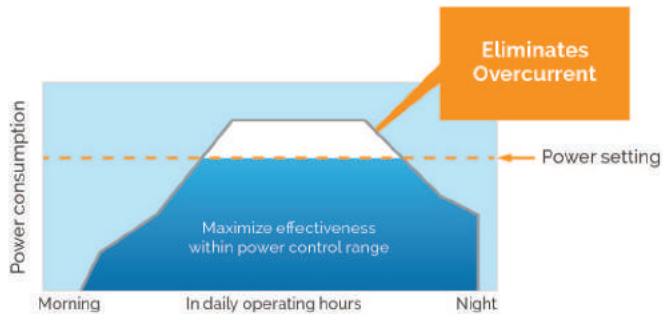 Eliminates
Overcurrent
Power consumption
Power setting
Maximize effectiveness
within power control range
Morning
In daily operating hours
Night